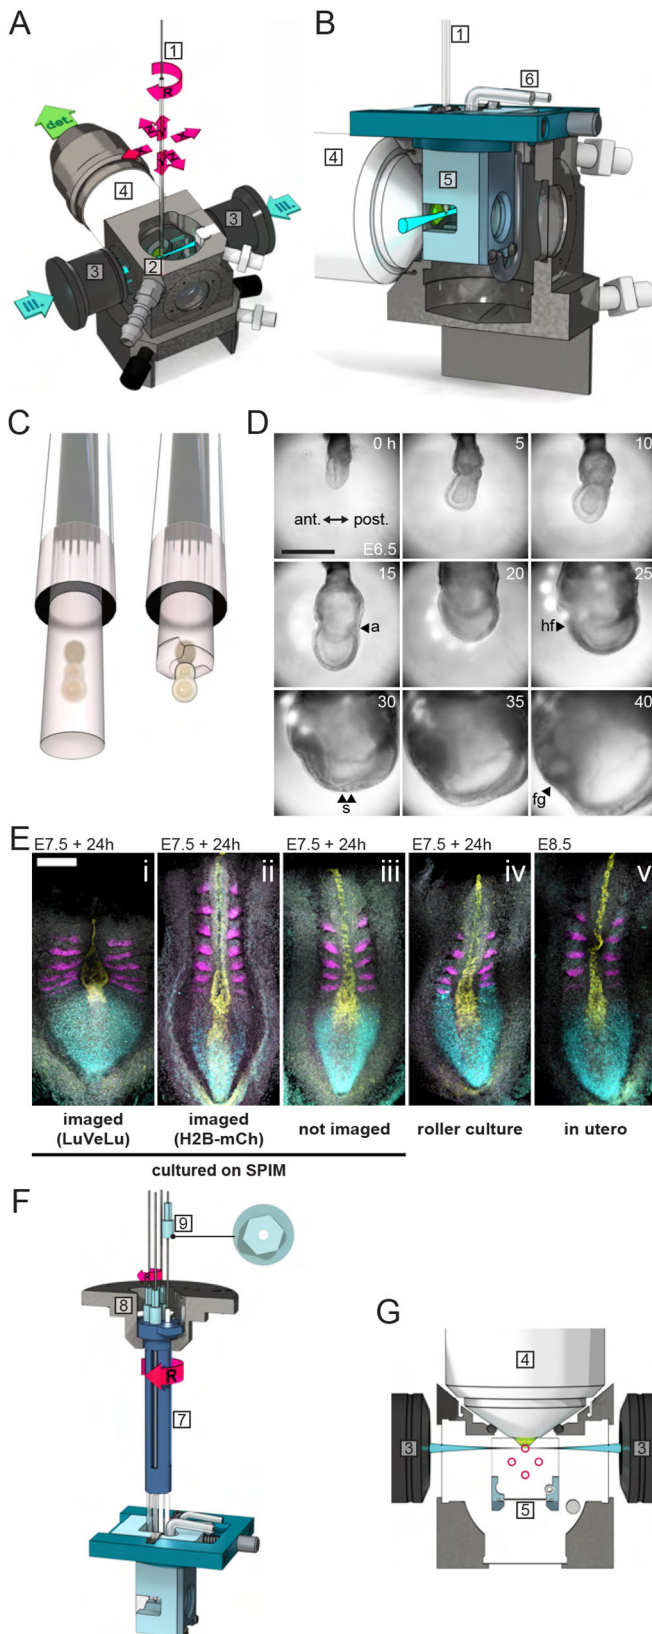 A
1
R
det.
Z
Y
X
X
Y
Z
4
3
ill.
3
2
ill.
B
1
6
4
5
C
D
0 h
5
10
ant. ↔ post.
E6.5
15
20
25
a
hf
30
35
40
s
fg
E
E7.5 + 24h
E7.5 + 24h
E7.5 + 24h
E7.5 + 24h
E8.5
i
ii
iii
iv
v
imaged
(LuVeLu)
imaged
(H2B-mCh)
not imaged
roller culture
in utero
cultured on SPIM
F
9
R
8
R
7
G
4
3
3
5